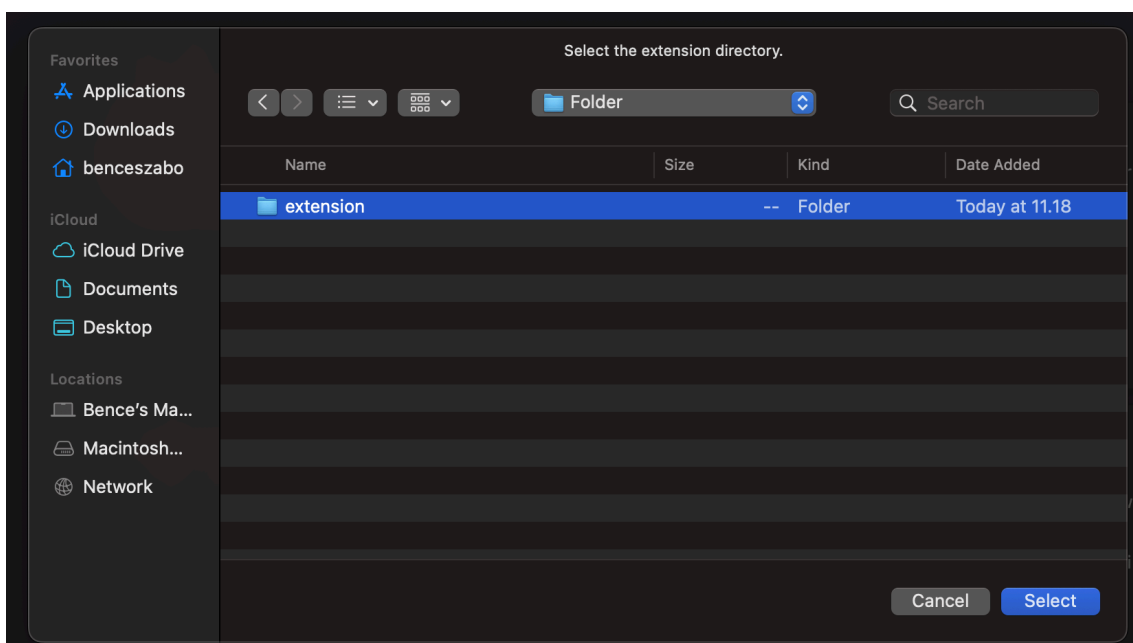 Select the extension directory.
Favorites
Applications
Downloads
benceszabo
iCloud
iCloud Drive
Documents
Desktop
Locations
Bence's Ma...
Macintosh...
Network
Folder
Search
Name Size Kind Date Added
extension -- Folder Today at 11.18
Cancel Select